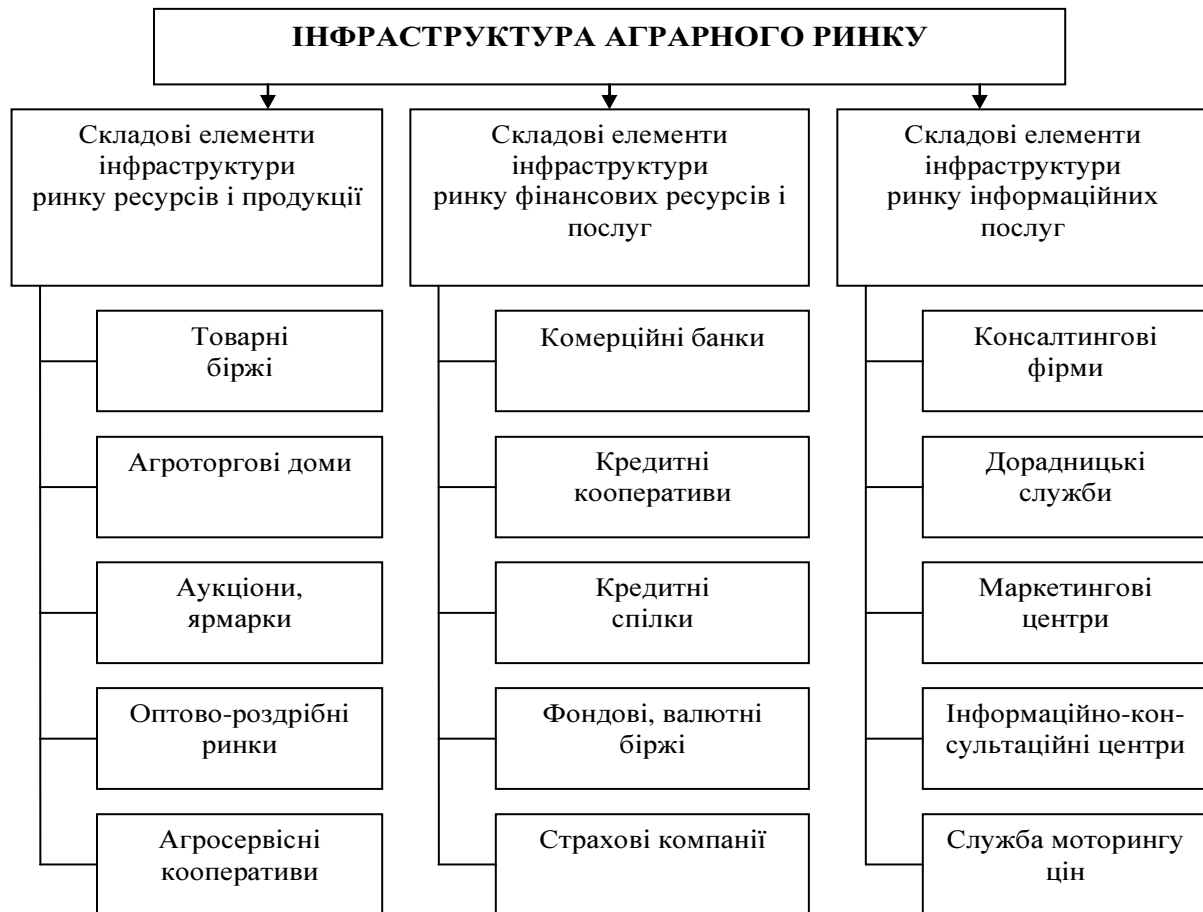 ІНФРАСТРУКТУРА АГРАРНОГО РИНКУ
Складові елементи
інфраструктури
ринку ресурсів і продукції
Товарні
біржі
Агроторгові доми
Аукціони,
ярмарки
Оптово-роздрібні
ринки
Агросервісні
кооперативи
Складові елементи
інфраструктури
ринку фінансових ресурсів і
послуг
Комерційні банки
Кредитні
кооперативи
Кредитні
спілки
Фондові, валютні
біржі
Страхові компанії
Складові елементи
інфраструктури
ринку інформаційних
послуг
Консалтингові
фірми
Дорадницькі
служби
Маркетингові
центри
Інформаційно-кон-
сультаційні центри
Служба моторингу
цін